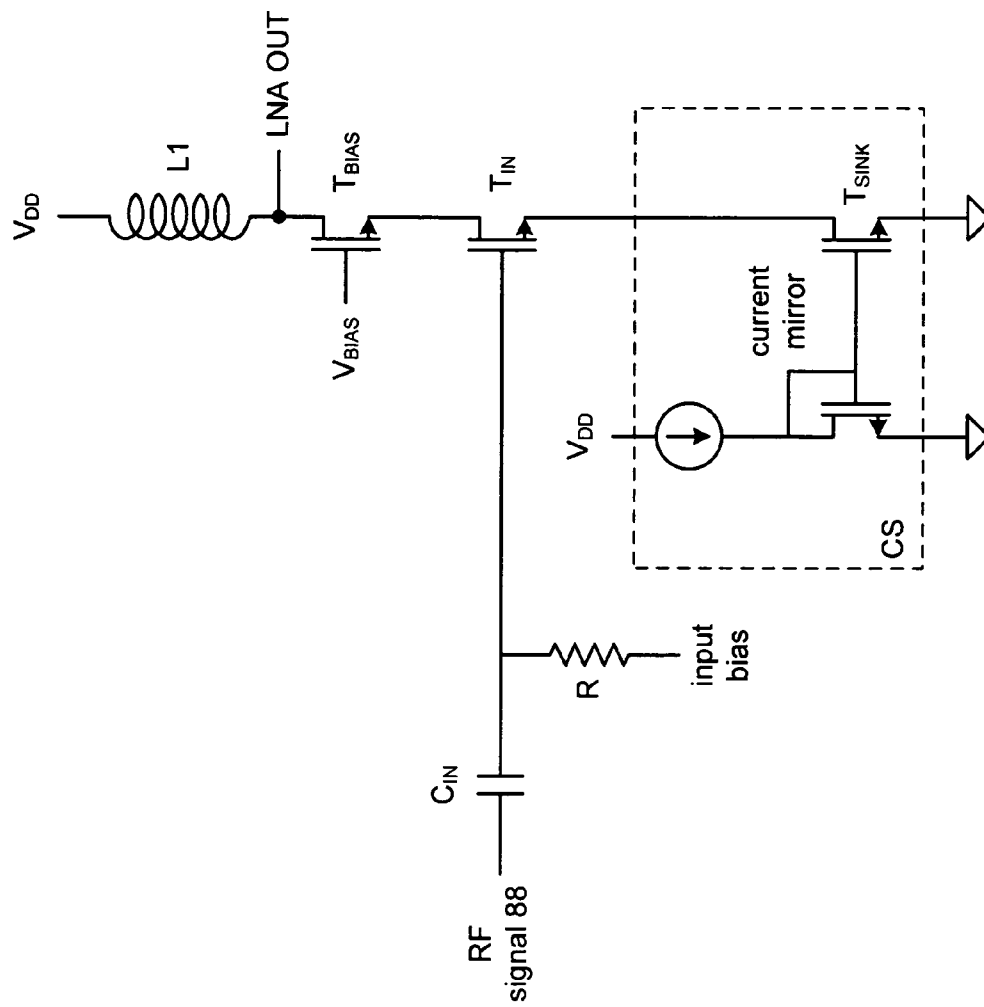 V_DD
L1
LNA OUT
T_BIAS
V_BIAS
T_IN
C_IN
RF
signal 88
R
input
bias
V_DD
current
mirror
T_SINK
CS